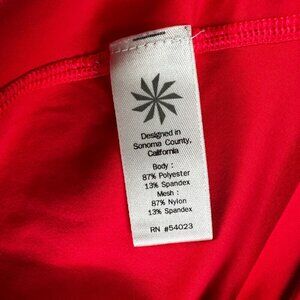 Designed in
Sonoma County,
California
Body :
87% Polyester
13% Spandex
Mesh :
87% Nylon
13% Spandex
RN #54023